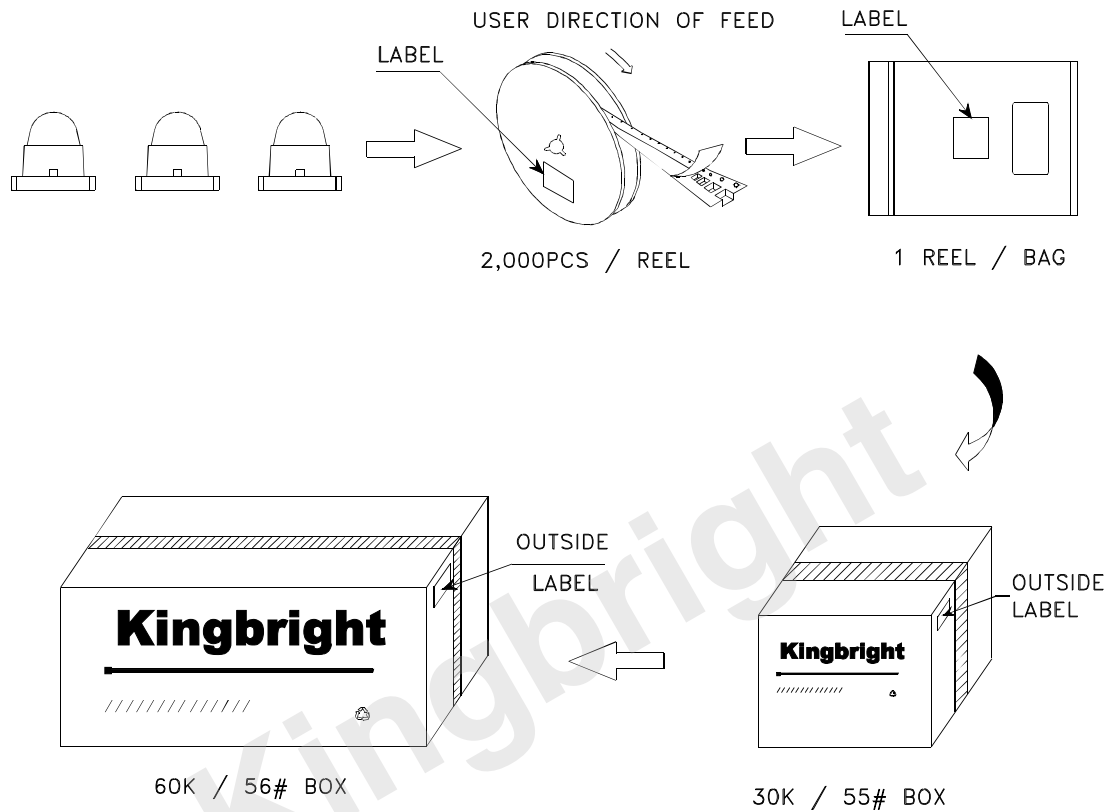 USER DIRECTION OF FEED
LABEL
LABEL
2,000PCS / REEL
1 REEL / BAG
OUTSIDE
LABEL
Kingbright
60K / 56# BOX
OUTSIDE
LABEL
Kingbright
30K / 55# BOX
Kingbright